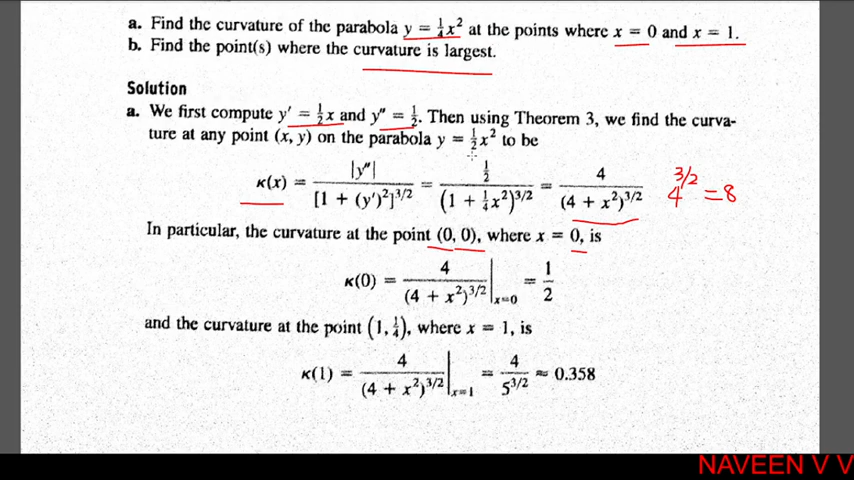 a. Find the curvature of the parabola y = ¼x² at the points where x = 0 and x = 1.
b. Find the point(s) where the curvature is largest.
Solution
a. We first compute y′ = ½x and y″ = ½. Then using Theorem 3, we find the curva-
ture at any point (x, y) on the parabola y = ½x² to be
κ(x) = |y″| / [1 + (y′)²]^3/2 = ½ / (1 + ¼x²)^3/2 = 4 / (4 + x²)^3/2 4^3/2 = 8
In particular, the curvature at the point (0, 0), where x = 0, is
κ(0) = 4 / (4 + x²)^3/2 |x=0 = 1/2
and the curvature at the point (1, ¼), where x = 1, is
κ(1) = 4 / (4 + x²)^3/2 |x=1 = 4 / 5^3/2 ≈ 0.358
NAVEEN V V